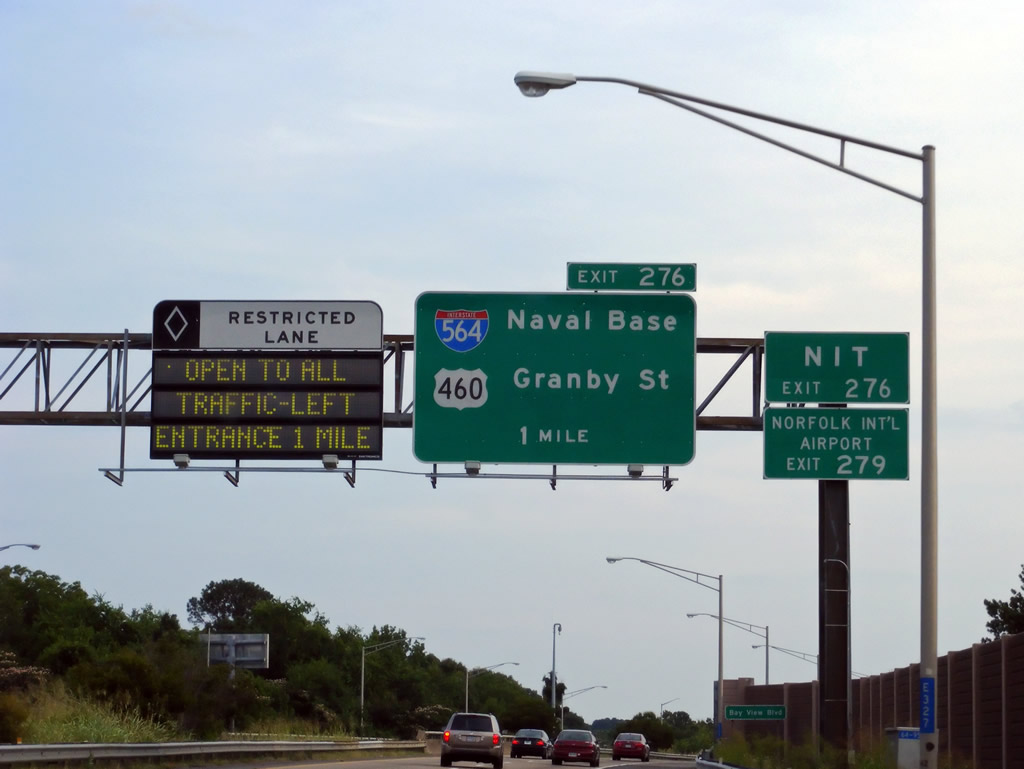 RESTRICTED
LANE
OPEN TO ALL
TRAFFIC-LEFT
ENTRANCE 1 MILE
EXIT 276
INTERSTATE
564
Naval Base
460
Granby St
1 MILE
NIT
EXIT 276
NORFOLK INT'L
AIRPORT
EXIT 279
Bay View Blvd
E327